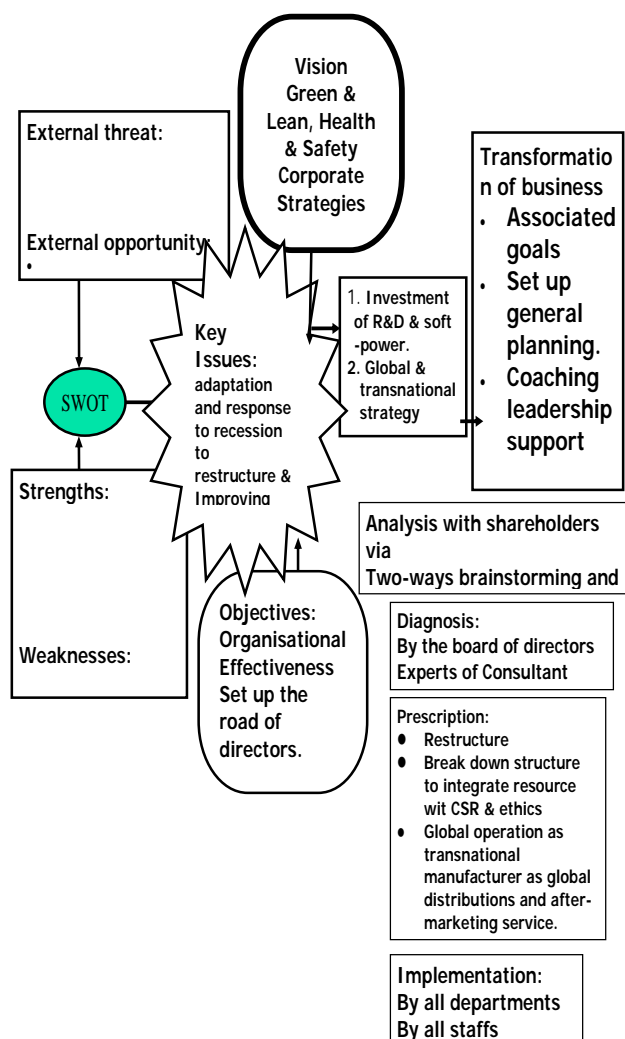 Vision
Green &
Lean, Health
& Safety
Corporate
Strategies
External threat:
External opportunity:
•
Transformatio
n of business
• Associated
goals
• Set up
general
planning.
• Coaching
leadership
support
1. Investment
of R&D & soft
-power.
2. Global &
transnational
strategy
Key
Issues:
adaptation
and response
to recession
to
restructure &
Improving
SWOT
Strengths:
Weaknesses:
Analysis with shareholders
via
Two-ways brainstorming and
Objectives:
Organisational
Effectiveness
Set up the
road of
directors.
Diagnosis:
By the board of directors
Experts of Consultant
Prescription:
● Restructure
● Break down structure
to integrate resource
wit CSR & ethics
● Global operation as
transnational
manufacturer as global
distributions and after-
marketing service.
Implementation:
By all departments
By all staffs